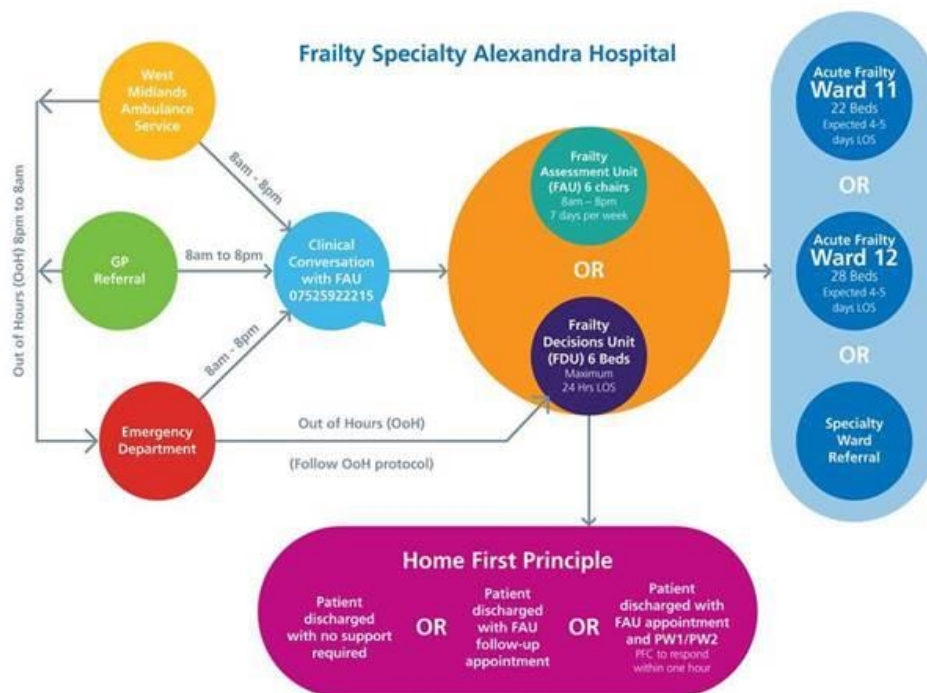 Frailty Specialty Alexandra Hospital
West
Midlands
Ambulance
Service
GP
Referral
Emergency
Department
Out of Hours (OoH) 8pm to 8am
8am - 8pm
8am to 8pm
8am - 8pm
Clinical
Conversation
with FAU
07525922215
Out of Hours (OoH)
(Follow OoH protocol)
Frailty
Assessment Unit
(FAU) 6 chairs
8am – 8pm
7 days per week
OR
Frailty
Decisions Unit
(FDU) 6 Beds
Maximum
24 Hrs LOS
Acute Frailty
Ward 11
22 Beds
Expected 4-5
days LOS
OR
Acute Frailty
Ward 12
28 Beds
Expected 4-5
days LOS
OR
Specialty
Ward
Referral
Home First Principle
Patient
discharged
with no support
required
OR
Patient
discharged
with FAU
follow-up
appointment
OR
Patient
discharged with
FAU appointment
and PW1/PW2
PFC to respond
within one hour